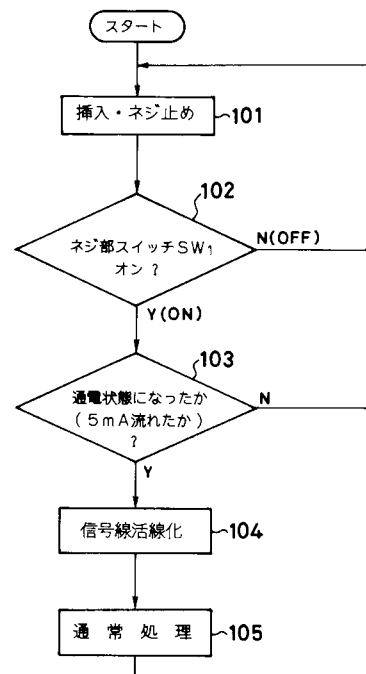 スタート
挿入・ネジ止め
101
102
ネジ部スイッチSW₁
オン？
N(OFF)
Y(ON)
103
通電状態になったか
(5mA流れたか)
？
N
Y
信号線活線化
104
通常処理
105